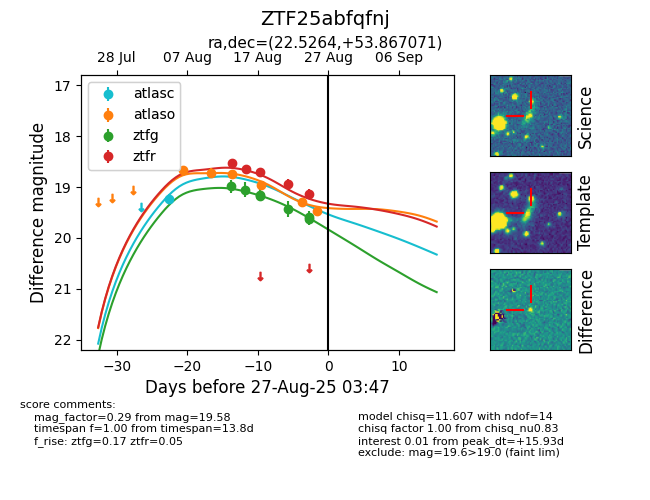 ZTF25abfqfnj
ra,dec=(22.5264,+53.867071)
28 Jul 07 Aug 17 Aug 27 Aug 06 Sep
17
18
19
20
21
22
Difference magnitude
atlasc
atlaso
ztfg
ztfr
−30 −20 −10 0 10
Days before 27-Aug-25 03:47
Science
Template
Difference
score comments:
mag_factor=0.29 from mag=19.58
timespan f=1.00 from timespan=13.8d
f_rise: ztfg=0.17 ztfr=0.05
model chisq=11.607 with ndof=14
chisq factor 1.00 from chisq_nu0.83
interest 0.01 from peak_dt=+15.93d
exclude: mag=19.6>19.0 (faint lim)